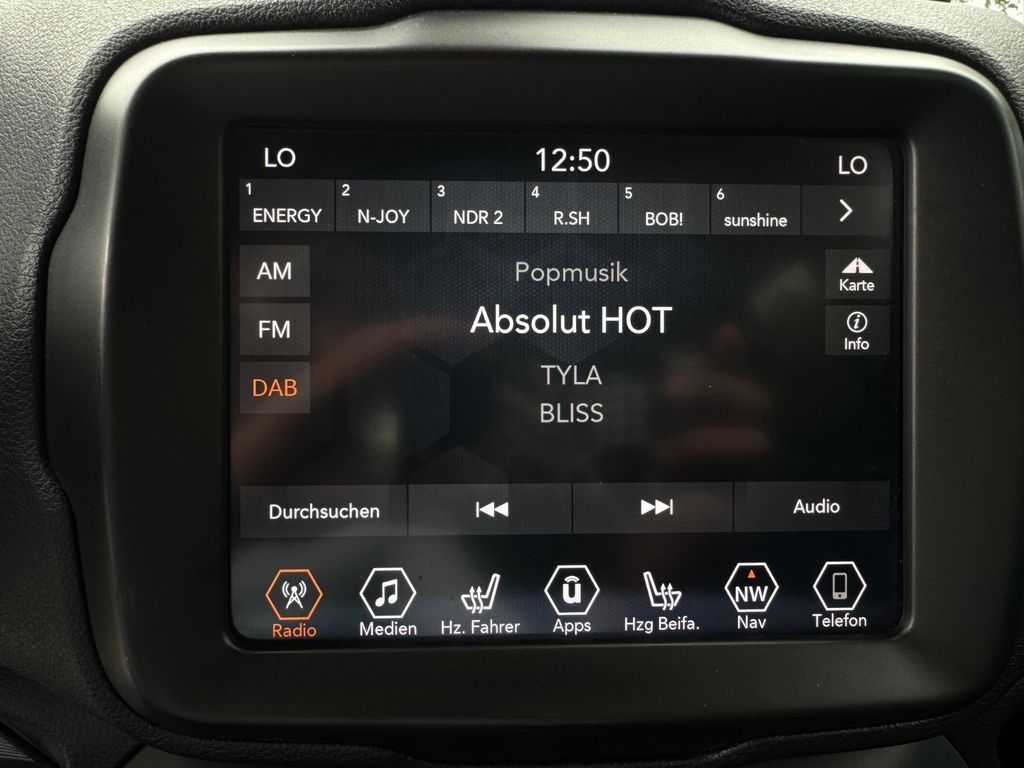 LO 12:50 LO
1 ENERGY 2 N-JOY 3 NDR 2 4 R.SH 5 BOB! 6 sunshine
AM
FM
DAB
Popmusik
Absolut HOT
TYLA
BLISS
Karte
Info
Durchsuchen Audio
û
NW
Radio Medien Hz. Fahrer Apps Hzg Beifa. Nav Telefon